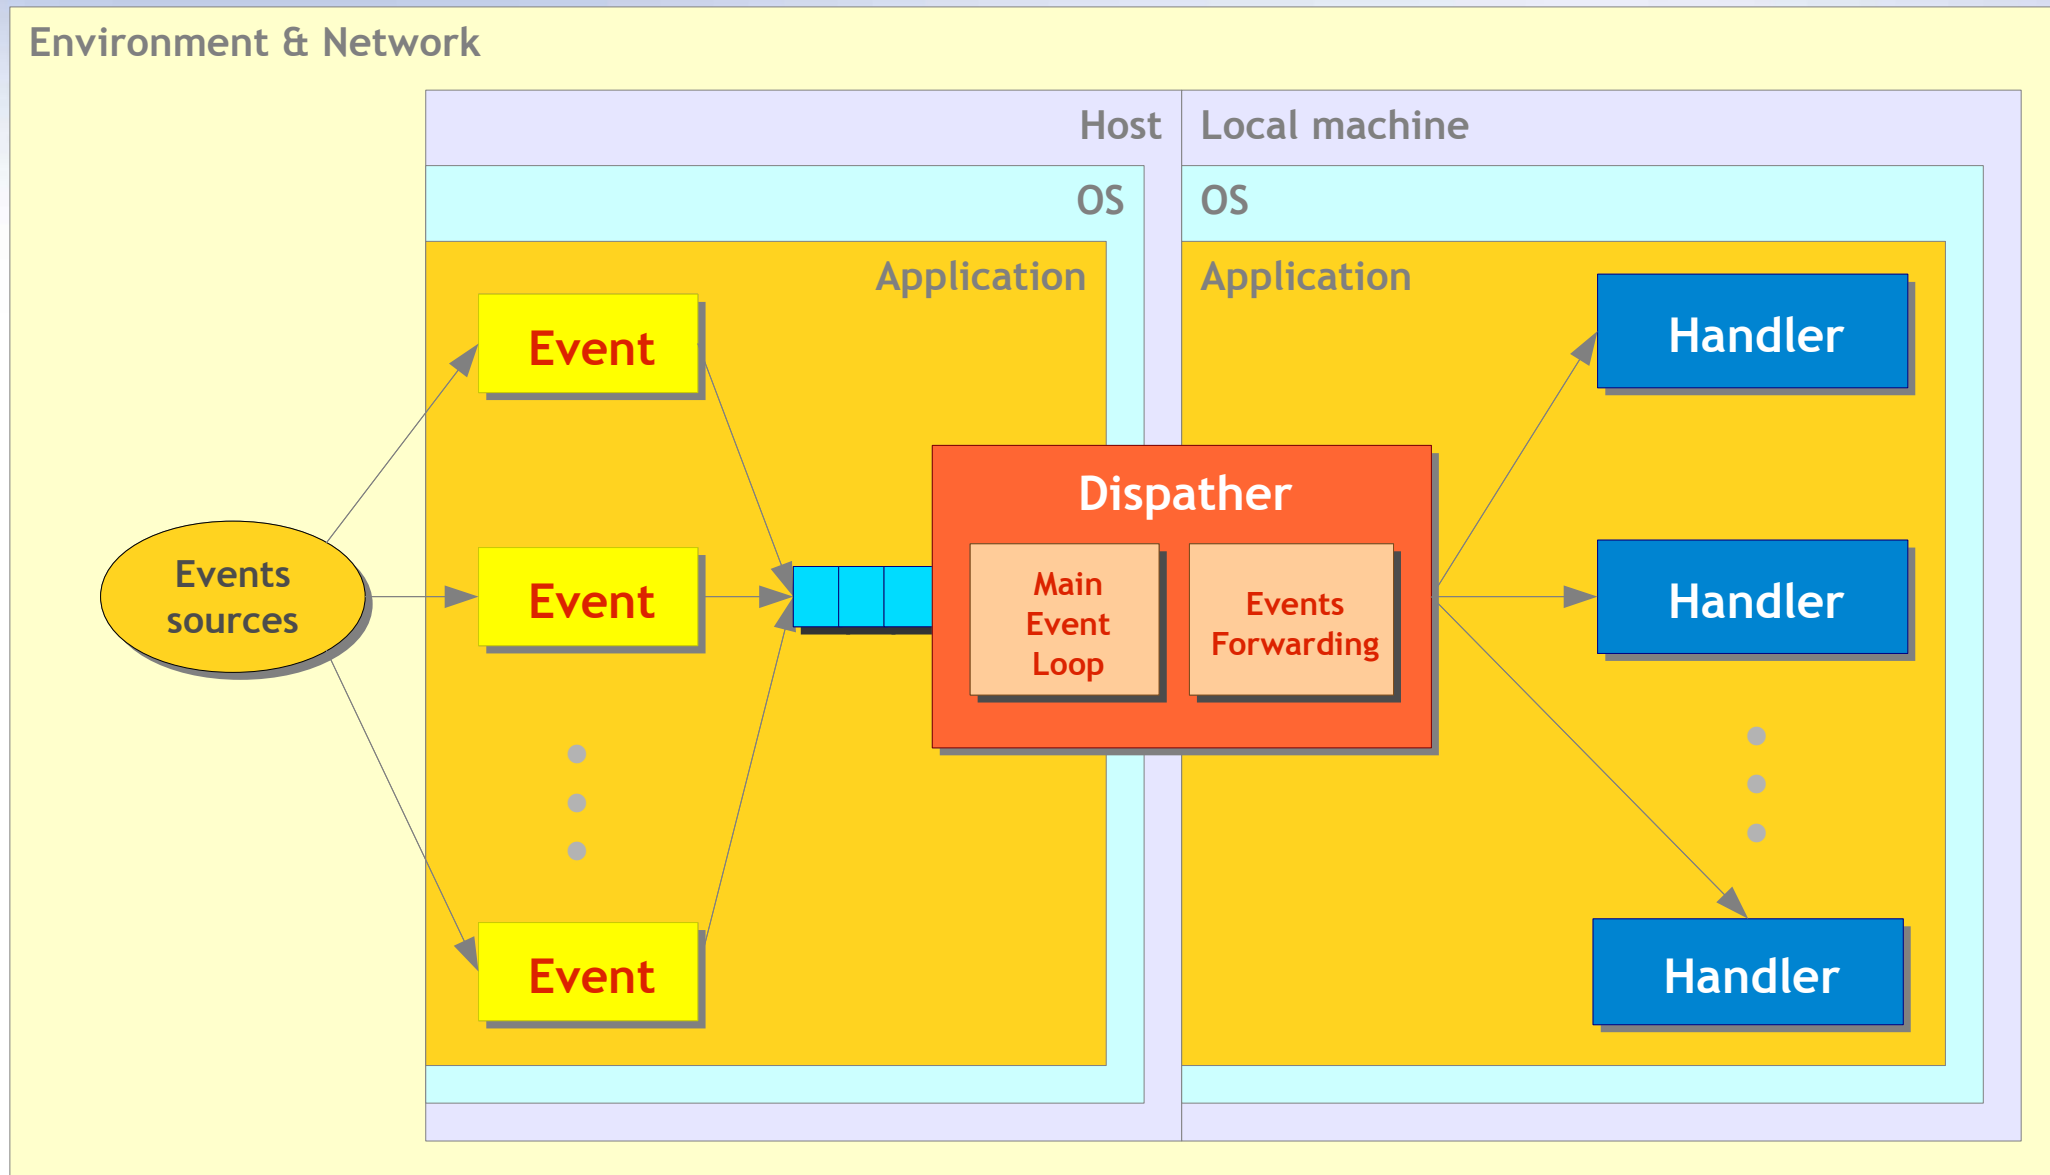 Environment & Network
Host
Local machine
OS
OS
Application
Application
Event
Handler
Dispather
Events
sources
Event
Main
Event
Loop
Events
Forwarding
Handler
Event
Handler